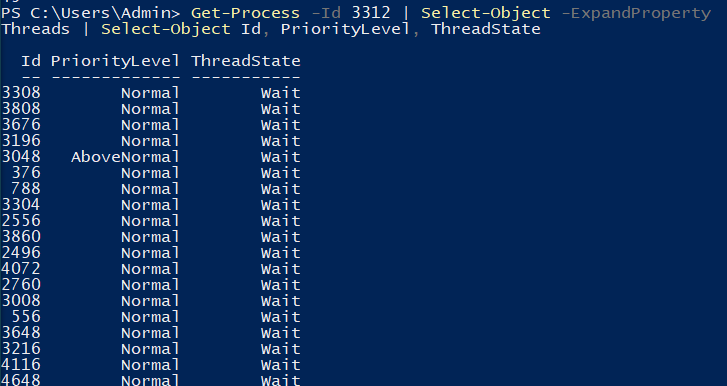 PS C:\Users\Admin> Get-Process -Id 3312 | Select-Object -ExpandProperty
Threads | Select-Object Id, PriorityLevel, ThreadState
Id PriorityLevel ThreadState
-- ------------- -----------
3308 Normal Wait
3808 Normal Wait
3676 Normal Wait
3196 Normal Wait
3048 AboveNormal Wait
376 Normal Wait
788 Normal Wait
3304 Normal Wait
2556 Normal Wait
3860 Normal Wait
2496 Normal Wait
4072 Normal Wait
2760 Normal Wait
3008 Normal Wait
556 Normal Wait
3648 Normal Wait
3216 Normal Wait
4116 Normal Wait
4648 Normal Wait